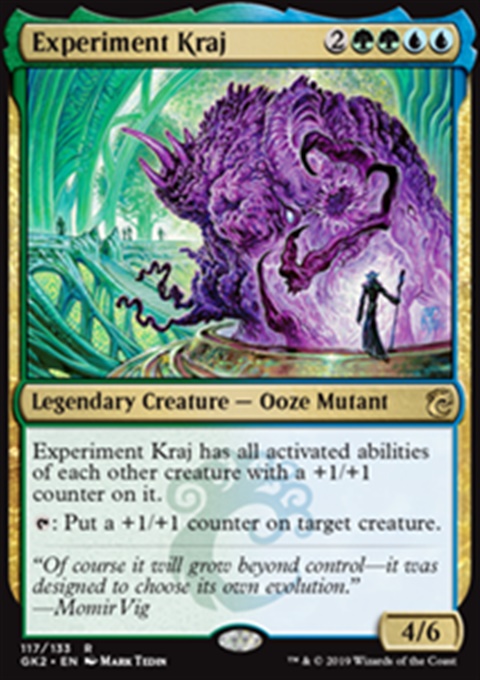 Experiment Kraj 2
Legendary Creature — Ooze Mutant
Experiment Kraj has all activated abilities
of each other creature with a +1/+1
counter on it.
: Put a +1/+1 counter on target creature.
“Of course it will grow beyond control—it was
designed to choose its own evolution.”
—Momir Vig
4/6
117/133 R
GK2 • EN Mark Tedin
™ & © 2019 Wizards of the Coast